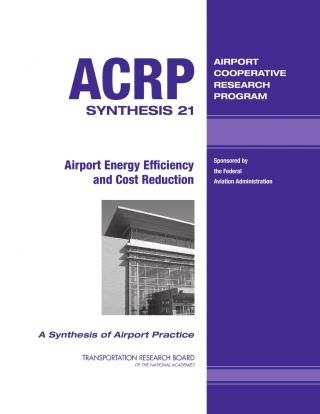 ACRP
SYNTHESIS 21
AIRPORT
COOPERATIVE
RESEARCH
PROGRAM
Airport Energy Efficiency
and Cost Reduction
Sponsored by
the Federal
Aviation Administration
A Synthesis of Airport Practice
TRANSPORTATION RESEARCH BOARD
OF THE NATIONAL ACADEMIES